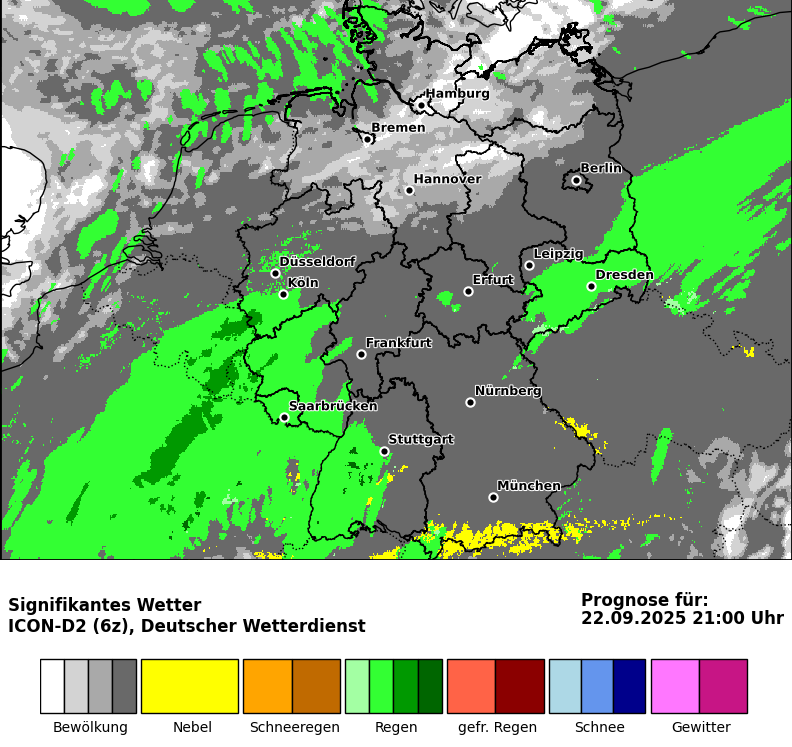 Hamburg
Bremen
Berlin
Hannover
Leipzig
Düsseldorf
Dresden
Erfurt
Köln
Frankfurt
Nürnberg
Saarbrücken
Stuttgart
München
Signifikantes Wetter
ICON-D2 (6z), Deutscher Wetterdienst
Prognose für:
22.09.2025 21:00 Uhr
Bewölkung Nebel Schneeregen Regen gefr. Regen Schnee Gewitter